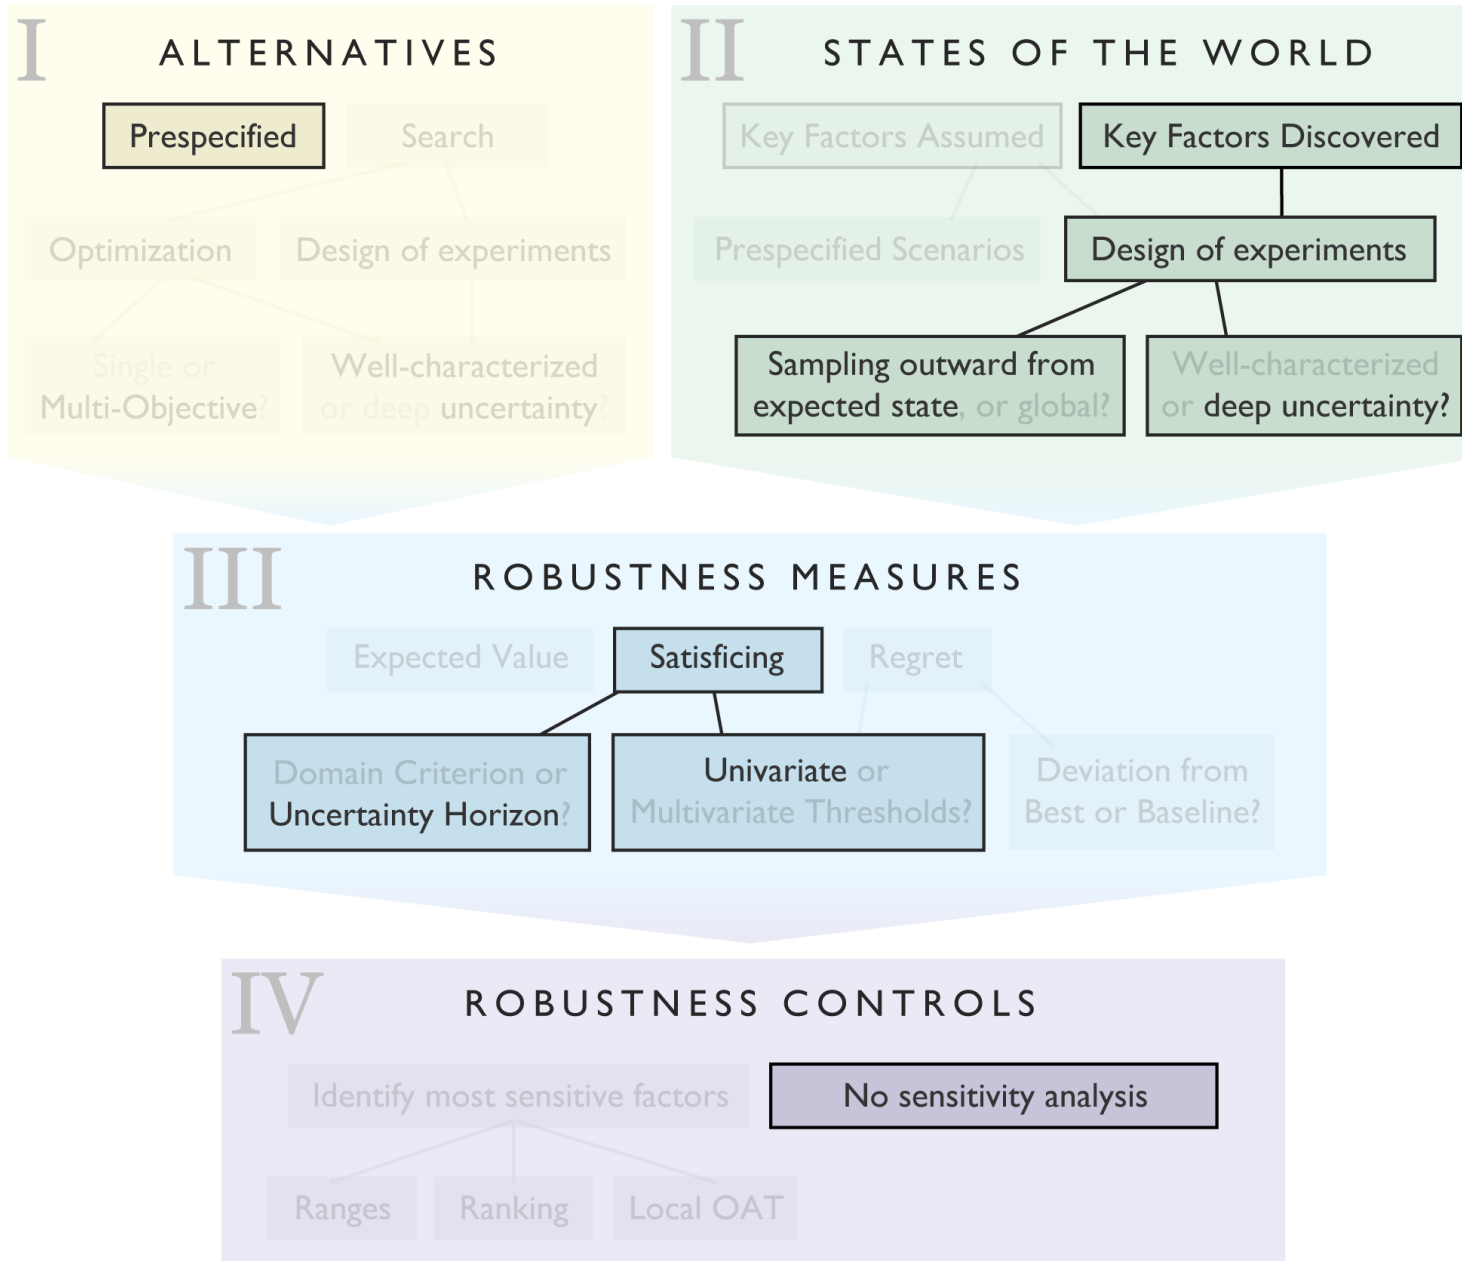 I
ALTERNATIVES
Prespecified
Search
Optimization
Design of experiments
Single or
Multi-Objective?
Well-characterized
or deep uncertainty?
II
STATES OF THE WORLD
Key Factors Assumed
Key Factors Discovered
Prespecified Scenarios
Design of experiments
Sampling outward from
expected state, or global?
Well-characterized
or deep uncertainty?
III
ROBUSTNESS MEASURES
Expected Value
Satisficing
Regret
Domain Criterion or
Uncertainty Horizon?
Univariate or
Multivariate Thresholds?
Deviation from
Best or Baseline?
IV
ROBUSTNESS CONTROLS
Identify most sensitive factors
No sensitivity analysis
Ranges
Ranking
Local OAT